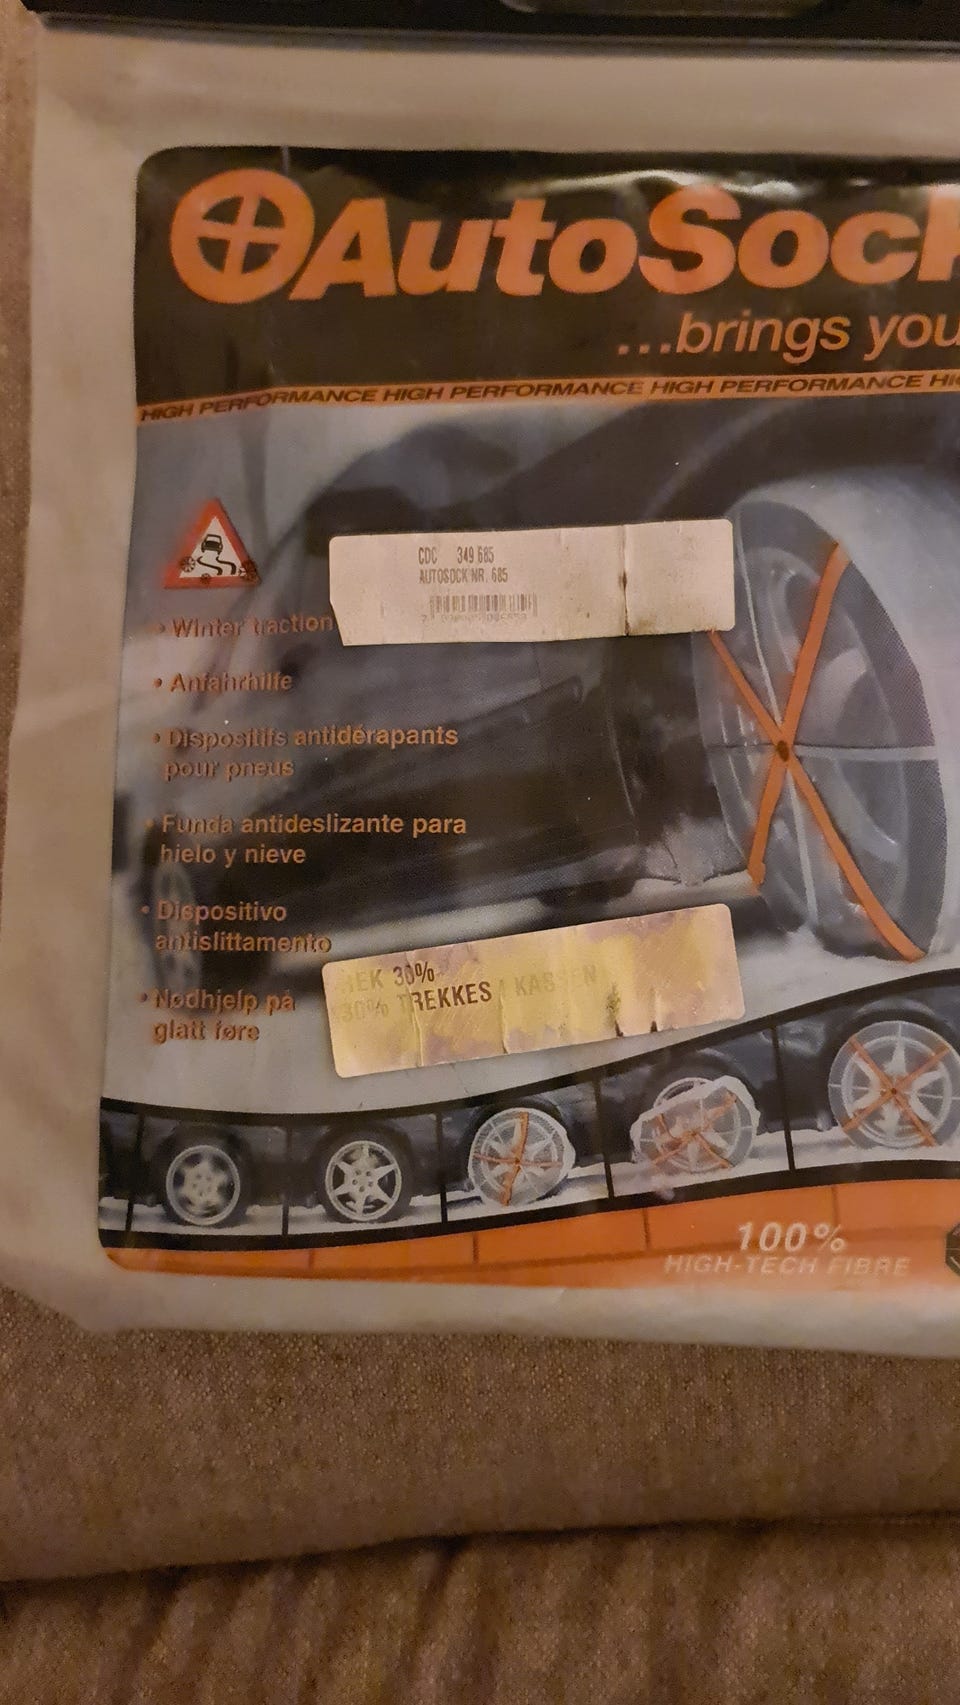 AutoSock
...brings you
HIGH PERFORMANCE HIGH PERFORMANCE HIGH PERFORMANCE
CDC 349 685
AUTOSOCK NR. 685
• Winter traction
• Anfahrhilfe
• Dispositifs antidérapants
pour pneus
• Funda antideslizante para
hielo y nieve
• Dispositivo
antislittamento
30%
30% TREKKES I KASSEN
• Nødhjelp på
glatt føre
100%
HIGH-TECH FIBRE